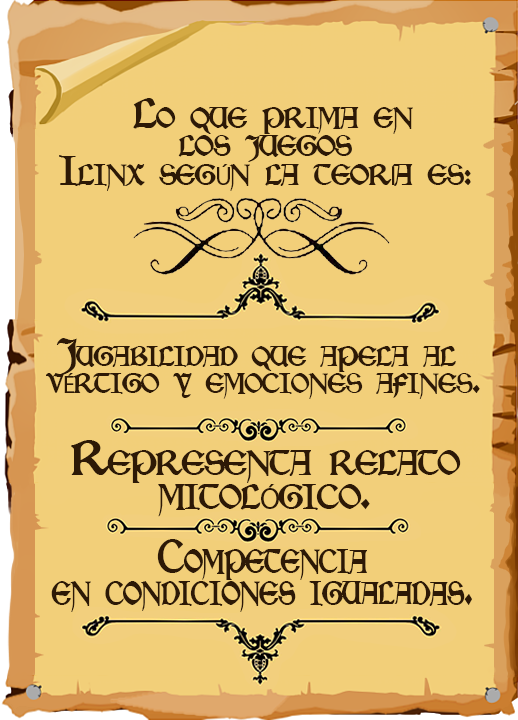 Lo que prima en
los juegos
Ilinx según la teoría es:
Jugabilidad que apela al
vértigo y emociones afines.
Representa relato
mitológico.
Competencia
en condiciones igualadas.